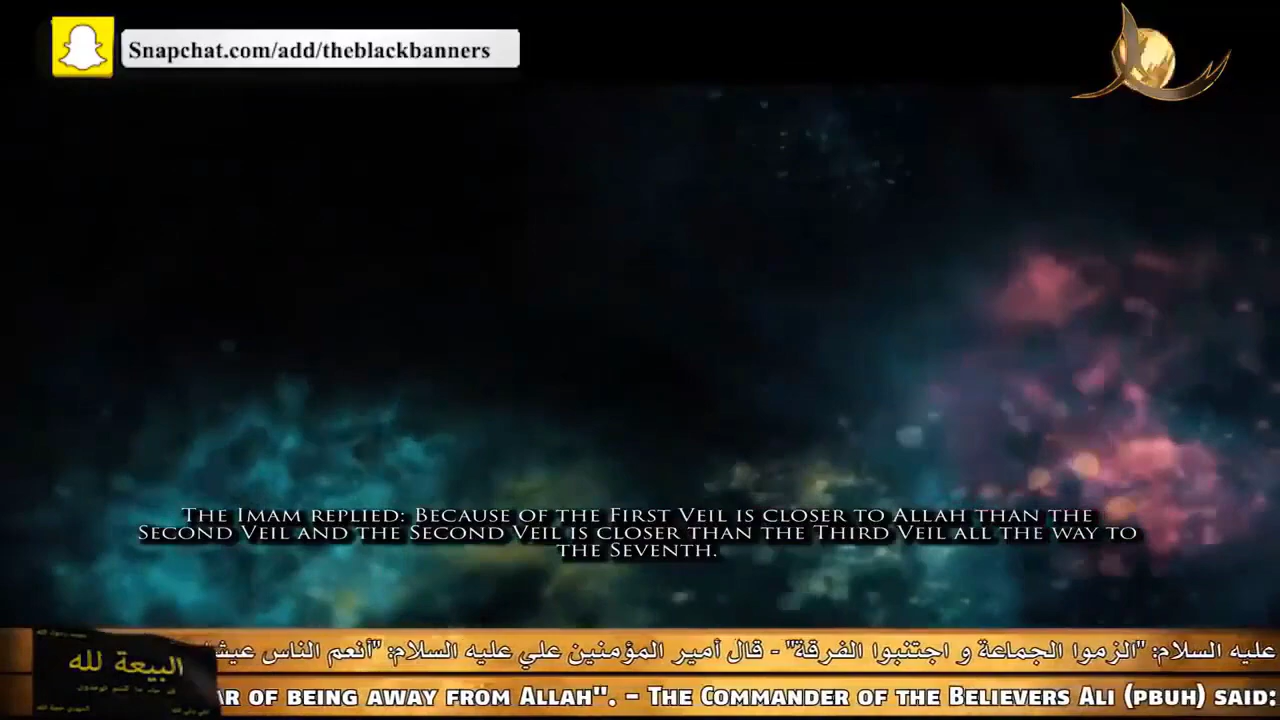 Snapchat.com/add/theblackbanners
The Imam replied: Because of the First Veil is closer to Allah than the
Second Veil and the Second Veil is closer than the Third Veil all the way to
the Seventh.
عليه السلام: "الزموا الجماعة و اجتنبوا الفرقة" - قال أمير المؤمنين علي عليه السلام: "أنعم الناس
البيعة لله
of being away from Allah". – The Commander of the Believers Ali (pbuh) said: